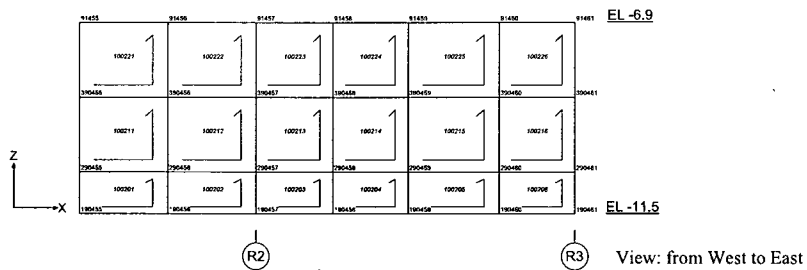 91455 91456 91457 91458 91459 91460 91461 EL -6.9
100221 100222 100223 100224 100225 100226
390455 390456 390457 390458 390459 390460 390461
100211 100212 100213 100214 100215 100216
Z
290455 290456 290457 290458 290459 290460 290461
100201 100202 100203 100204 100205 100206
X
190455 190456 190457 190458 190459 190460 190461 EL -11.5
R2 R3 View: from West to East